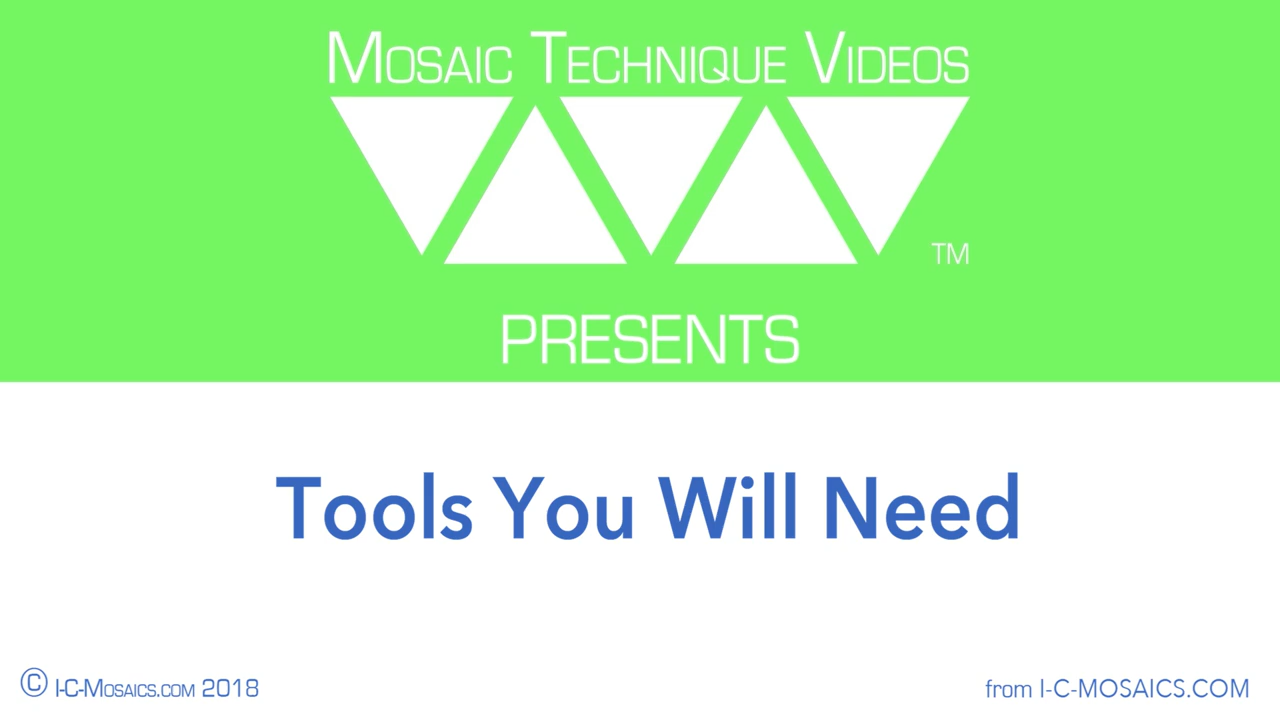 Mosaic Technique Videos
TM
PRESENTS
Tools You Will Need
© I-C-Mosaics.com 2018
from I-C-MOSAICS.COM